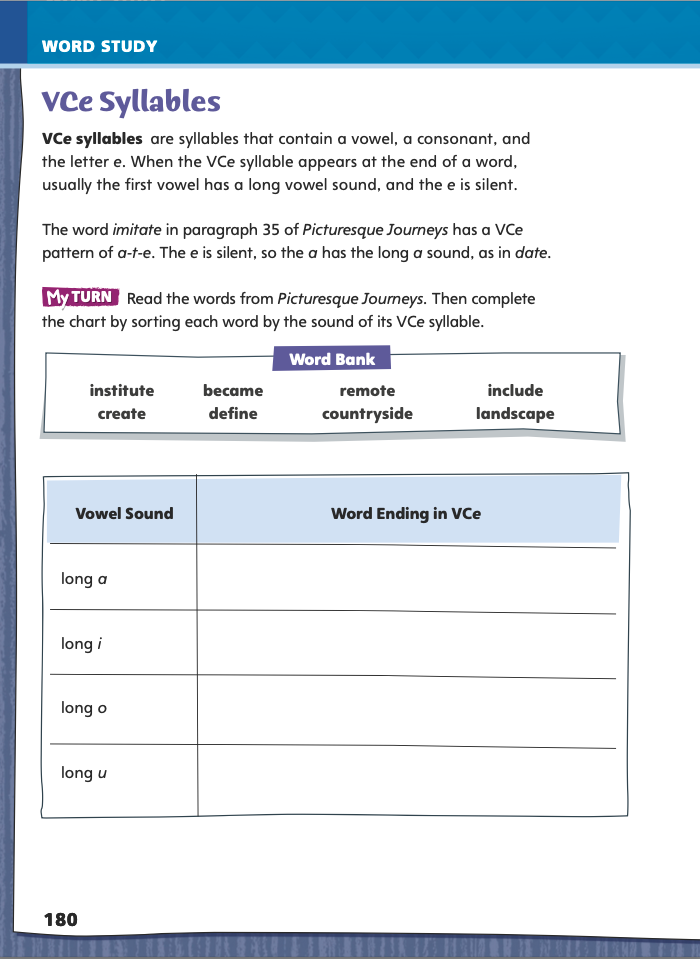 WORD STUDY
VCe Syllables
VCe syllables are syllables that contain a vowel, a consonant, and
the letter e. When the VCe syllable appears at the end of a word,
usually the first vowel has a long vowel sound, and the e is silent.
The word imitate in paragraph 35 of Picturesque Journeys has a VCe
pattern of a-t-e. The e is silent, so the a has the long a sound, as in date.
My TURN Read the words from Picturesque Journeys. Then complete
the chart by sorting each word by the sound of its VCe syllable.
Word Bank
institute became remote include
create define countryside landscape
Vowel Sound Word Ending in VCe
long a
long i
long o
long u
180